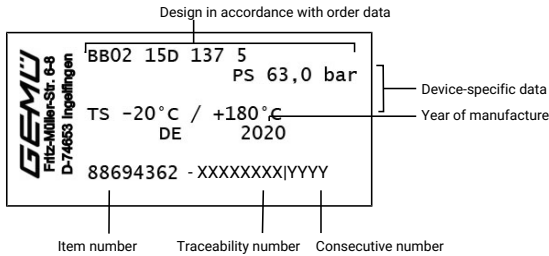 Design in accordance with order data
GEMÜ
Fritz-Müller-Str. 6-8
D-74653 Ingelfingen
BB02 15D 137 5
PS 63,0 bar
Device-specific data
TS -20°C / +180°C
Year of manufacture
DE 2020
88694362 -XXXXXXXX|YYYY
Item number Traceability number Consecutive number